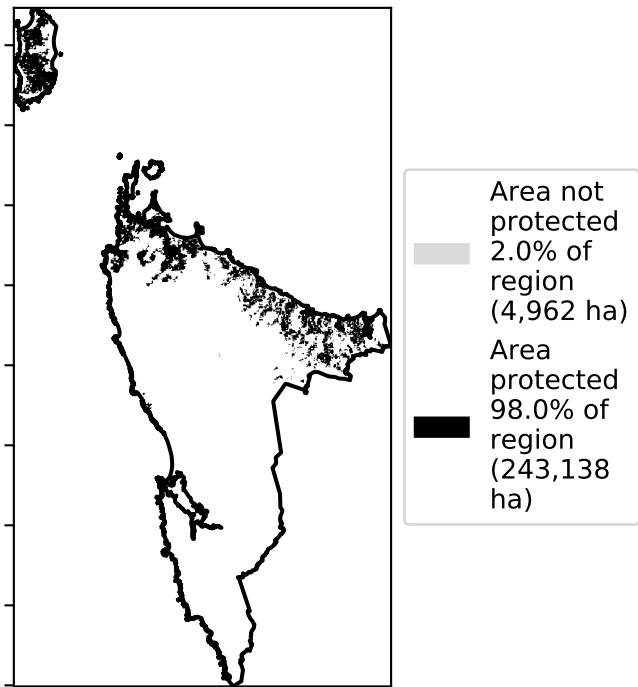 Area not
protected
2.0% of
region
(4,962 ha)
Area
protected
98.0% of
region
(243,138
ha)